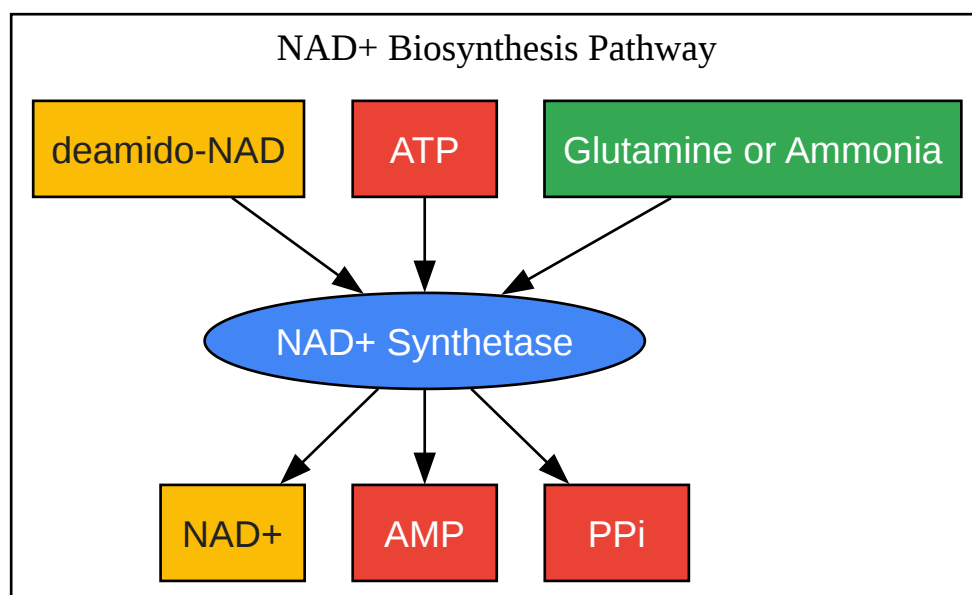 NAD+ Biosynthesis Pathway
deamido-NAD
ATP
Glutamine or Ammonia
NAD+ Synthetase
NAD+
AMP
PPi